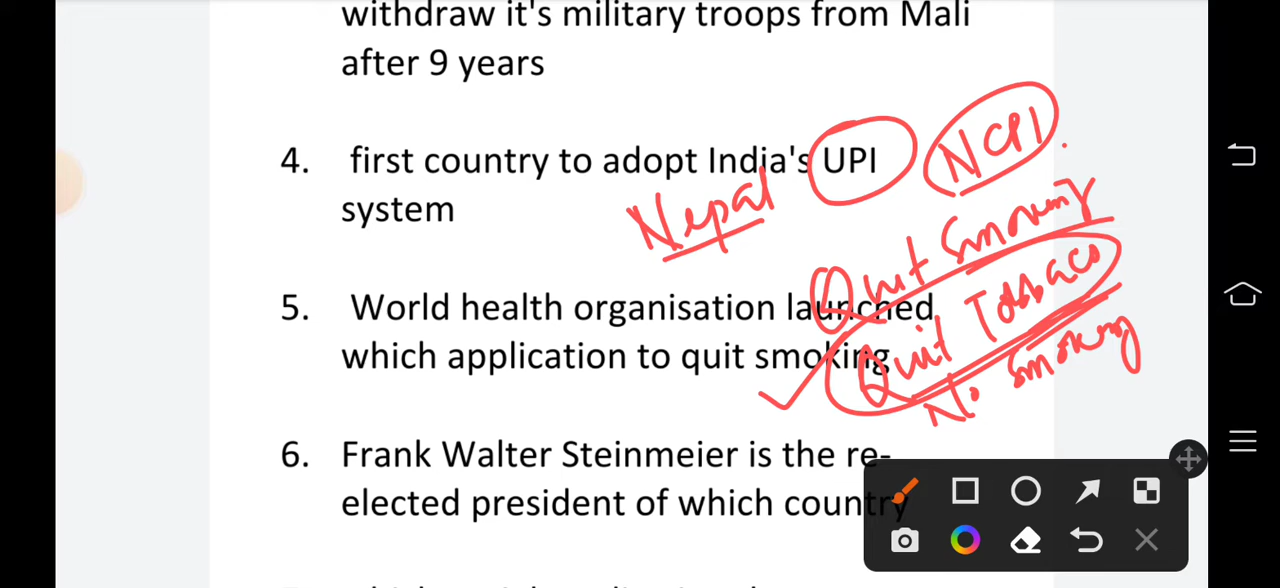 withdraw it's military troops from Mali
after 9 years
4. first country to adopt India's UPI
NCPI.
system
Nepal
Quit Smoking
5. World health organisation launched
Quit Tobaco
which application to quit smoking
No Smoking
6. Frank Walter Steinmeier is the re-
elected president of which country